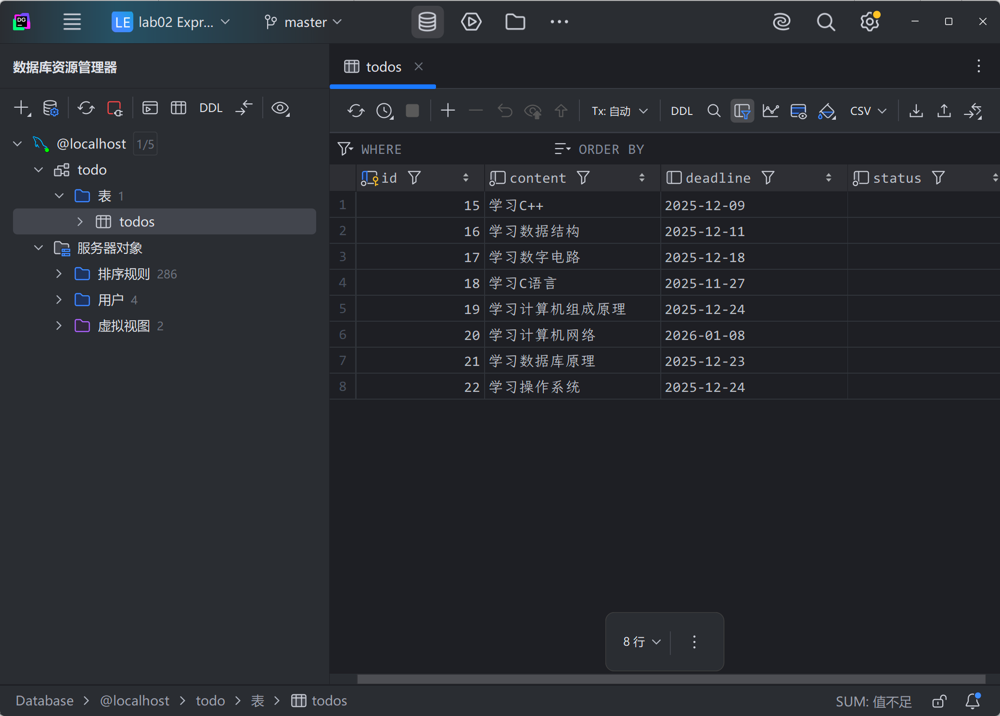 DG
LE lab02 Expr... master
数据库资源管理器
todos
DDL
Tx: 自动 DDL CSV
@localhost 1/5
todo
表 1
todos
服务器对象
排序规则 286
用户 4
虚拟视图 2
WHERE ORDER BY
id content deadline status
1 15 学习C++ 2025-12-09
2 16 学习数据结构 2025-12-11
3 17 学习数字电路 2025-12-18
4 18 学习C语言 2025-11-27
5 19 学习计算机组成原理 2025-12-24
6 20 学习计算机网络 2026-01-08
7 21 学习数据库原理 2025-12-23
8 22 学习操作系统 2025-12-24
8 行
Database @localhost todo 表 todos
SUM: 值不足